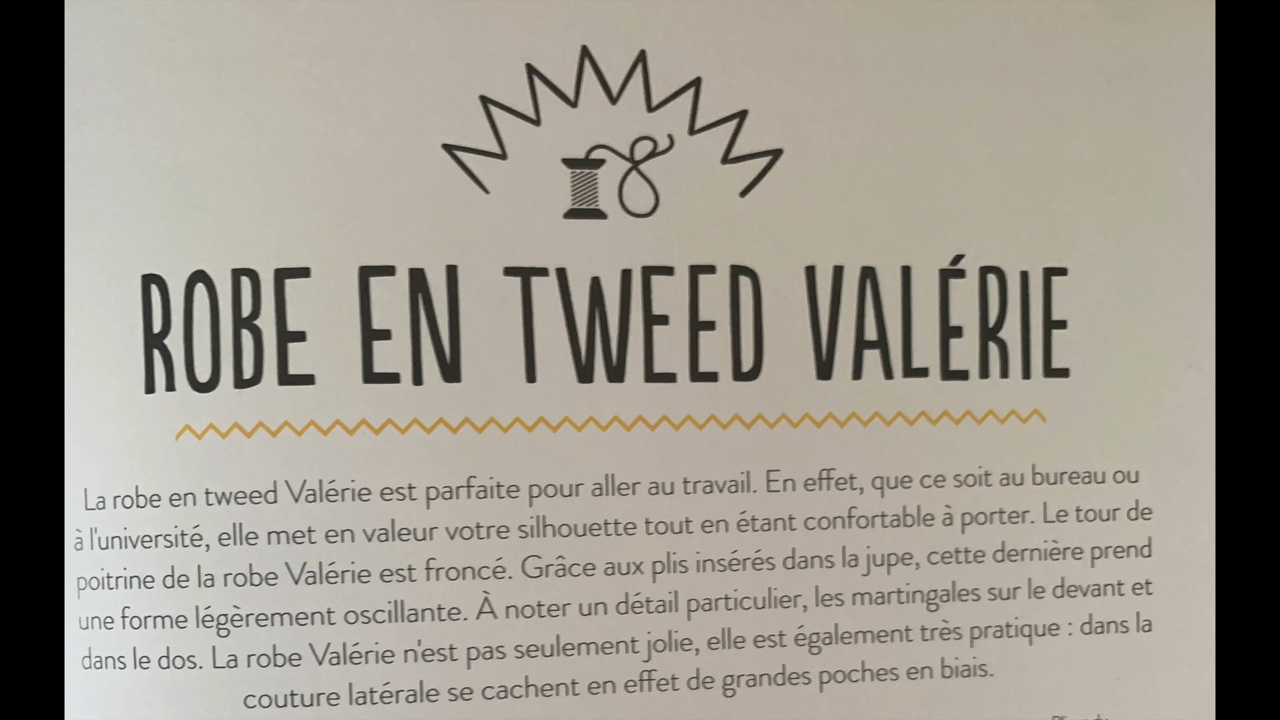 ROBE EN TWEED VALÉRIE
La robe en tweed Valérie est parfaite pour aller au travail. En effet, que ce soit au bureau ou
à l'université, elle met en valeur votre silhouette tout en étant confortable à porter. Le tour de
poitrine de la robe Valérie est froncé. Grâce aux plis insérés dans la jupe, cette dernière prend
une forme légèrement oscillante. À noter un détail particulier, les martingales sur le devant et
dans le dos. La robe Valérie n'est pas seulement jolie, elle est également très pratique : dans la
couture latérale se cachent en effet de grandes poches en biais.